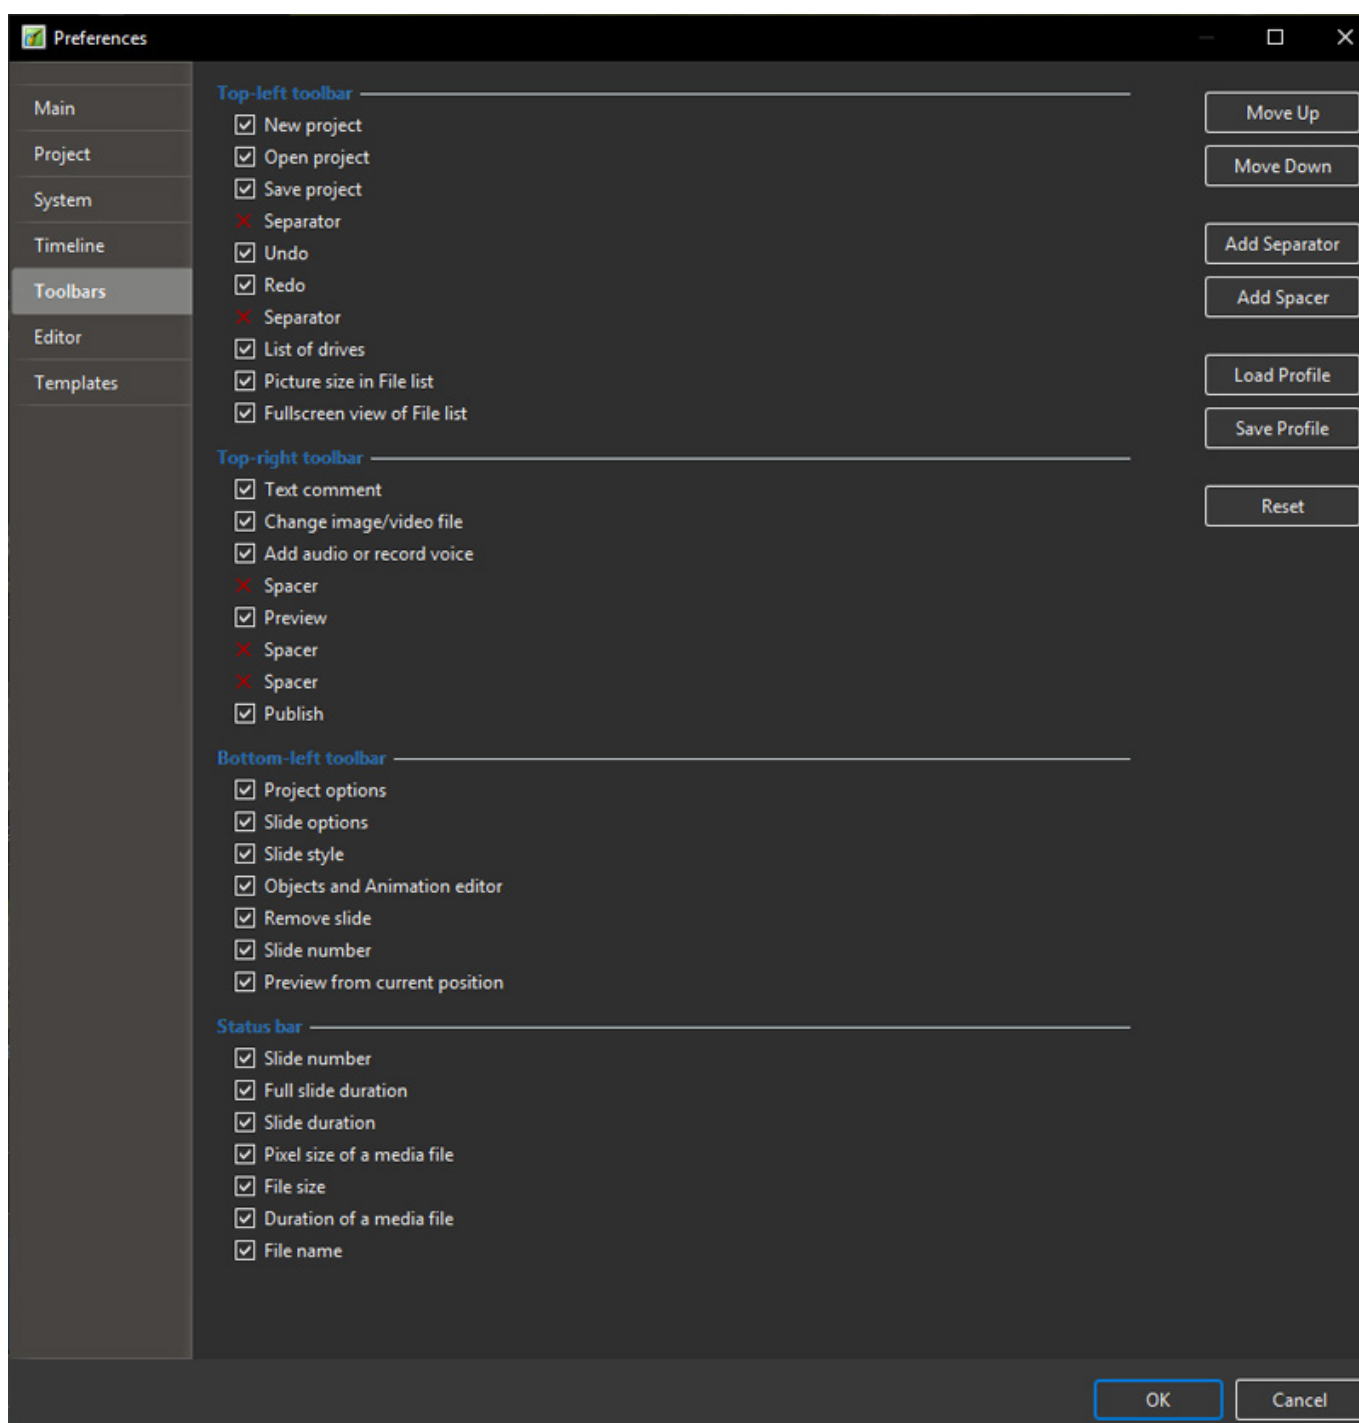 Preferences
Main
Project
System
Timeline
Toolbars
Editor
Templates
Top-left toolbar
New project
Open project
Save project
Separator
Undo
Redo
Separator
List of drives
Picture size in File list
Fullscreen view of File list
Top-right toolbar
Text comment
Change image/video file
Add audio or record voice
Spacer
Preview
Spacer
Spacer
Publish
Bottom-left toolbar
Project options
Slide options
Slide style
Objects and Animation editor
Remove slide
Slide number
Preview from current position
Status bar
Slide number
Full slide duration
Slide duration
Pixel size of a media file
File size
Duration of a media file
File name
Move Up
Move Down
Add Separator
Add Spacer
Load Profile
Save Profile
Reset
OK
Cancel